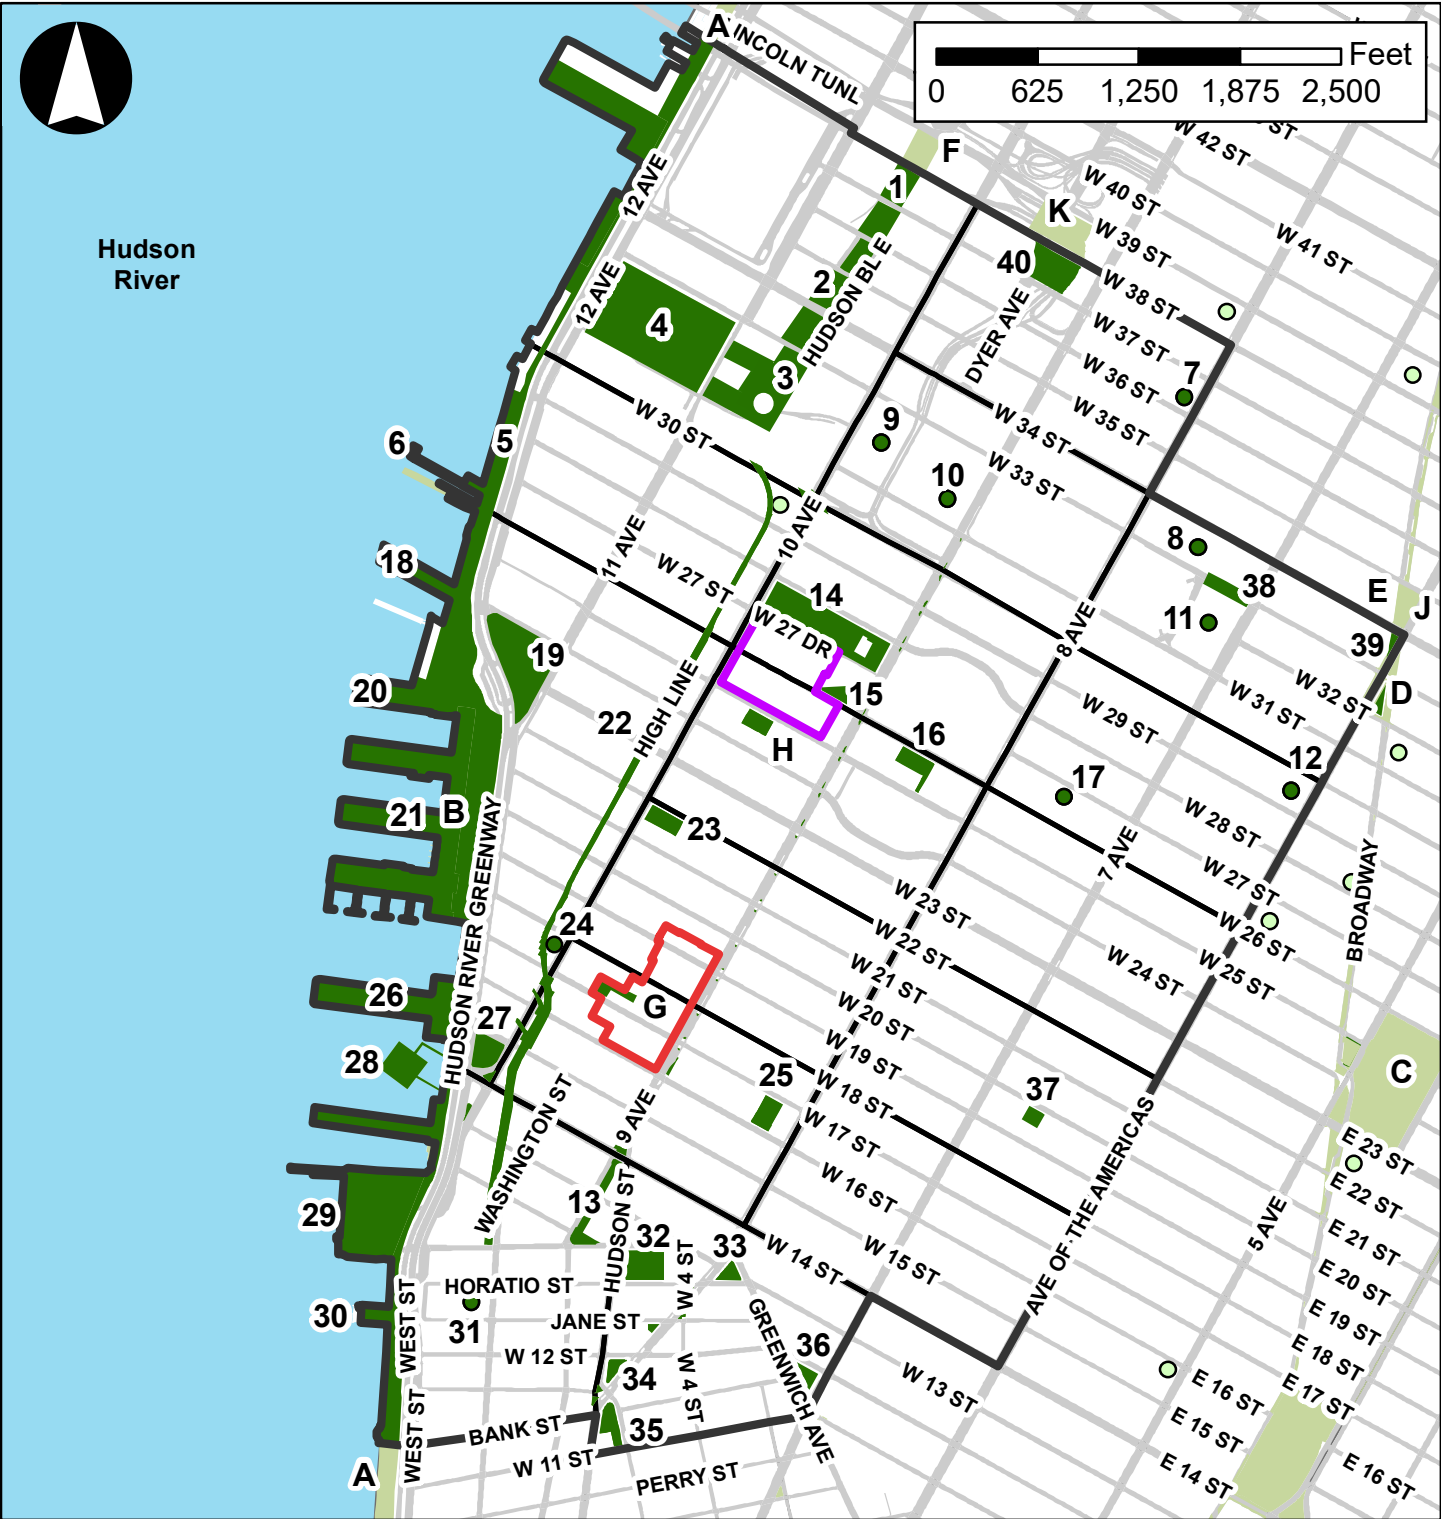 A
LINCOLN TUNL
Feet
0 625 1,250 1,875 2,500
W 42 ST
F
1
12 AVE
W 40 ST
K
W 39 ST
W 41 ST
Hudson
River
40
2
HUDSON BL E
12 AVE
W 38 ST
4
DYER AVE
W 37 ST
W 36 ST
7
3
W 30 ST
W 35 ST
W 34 ST
9
6
5
10
W 33 ST
10 AVE
11 AVE
8
18
W 27 ST
14
38
E
J
W 27 DR
11
8 AVE
39
19
15
W 32 ST
D
20
W 31 ST
22
HIGH LINE
W 29 ST
H
16
12
17
21
B
23
W 28 ST
7 AVE
W 27 ST
BROADWAY
HUDSON RIVER GREENWAY
W 23 ST
24
W 22 ST
W 26 ST
W 25 ST
W 24 ST
W 21 ST
26
G
W 20 ST
27
W 19 ST
28
25
37
C
W 18 ST
WASHINGTON ST
9 AVE
W 17 ST
E 23 ST
W 16 ST
E 22 ST
AVE OF THE AMERICAS
29
13
HUDSON ST
5 AVE
E 21 ST
32
W 4 ST
33
W 14 ST
W 15 ST
E 20 ST
HORATIO ST
30
31
WEST ST
JANE ST
GREENWICH AVE
E 19 ST
W 12 ST
36
E 18 ST
34
W 4 ST
W 13 ST
E 17 ST
E 16 ST
WEST ST
BANK ST
35
E 15 ST
W 11 ST
A
PERRY ST
E 14 ST
E 16 ST